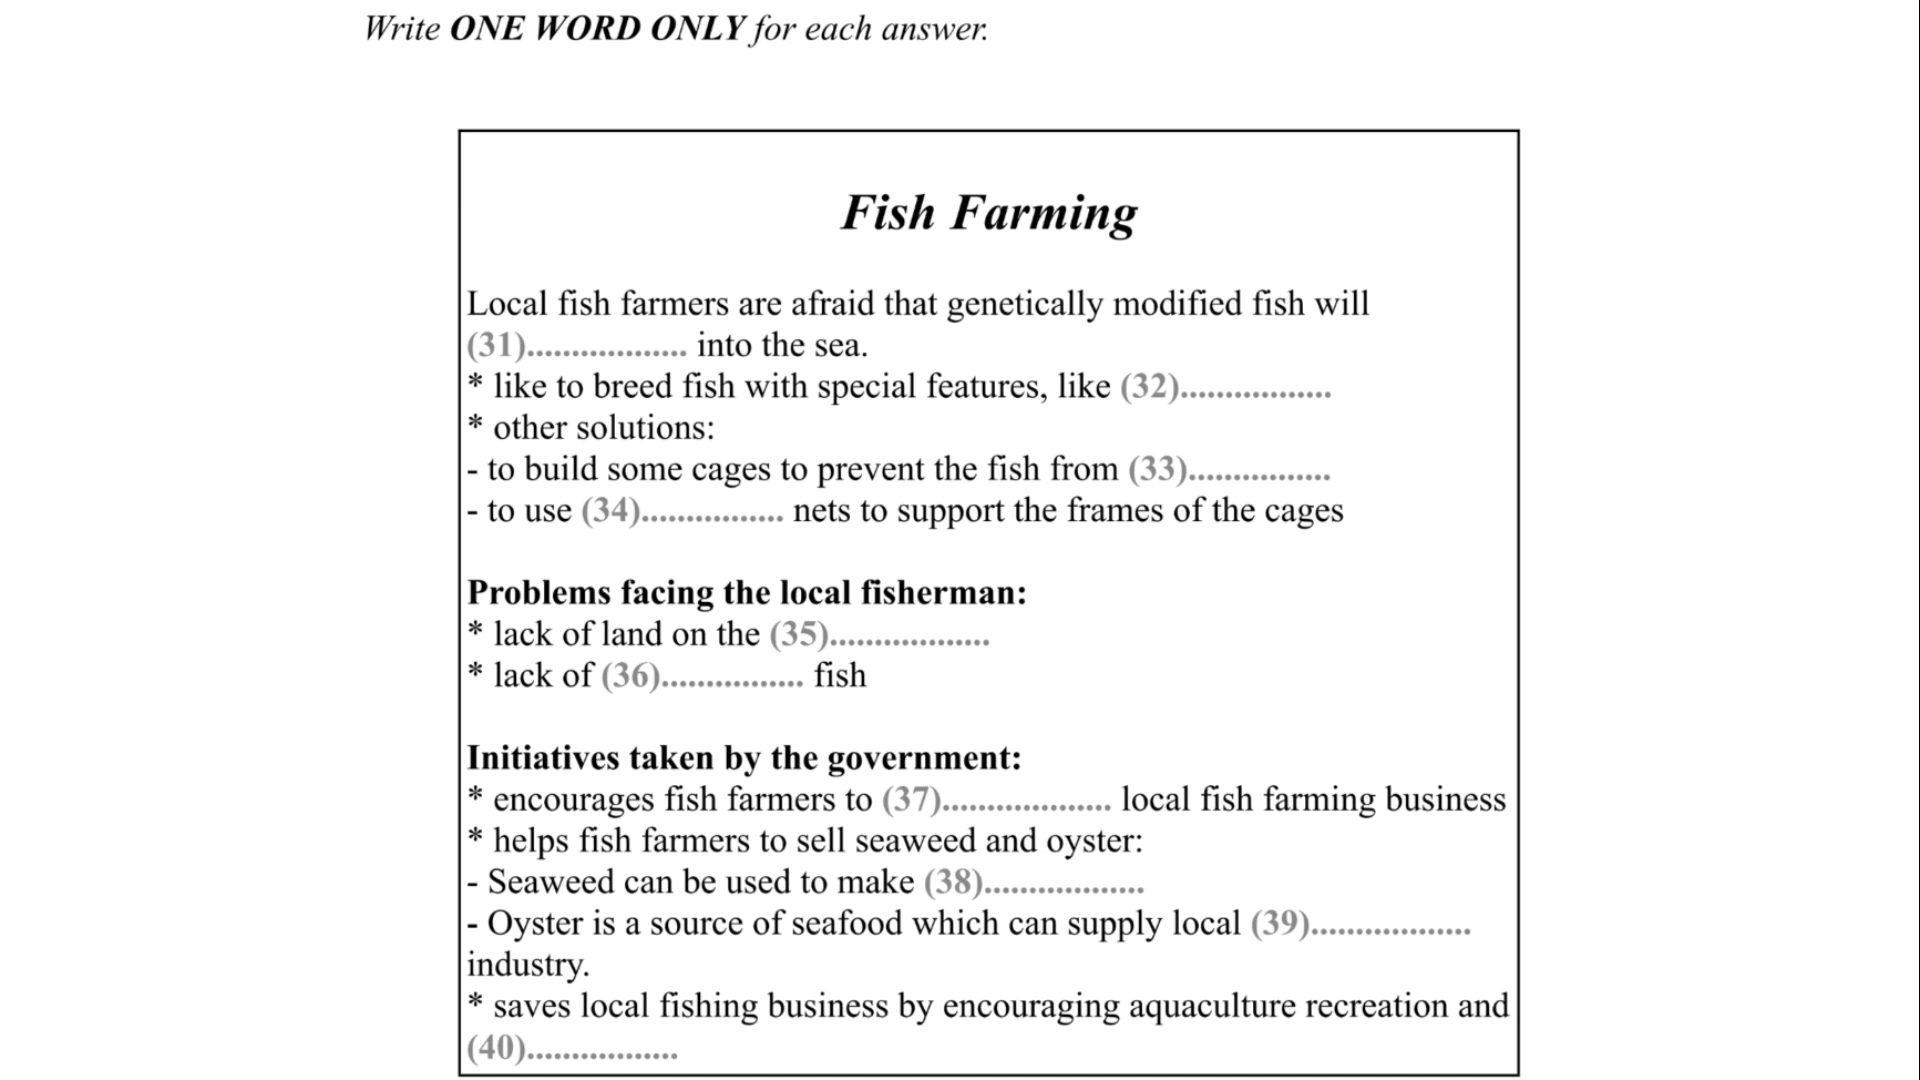 Write ONE WORD ONLY for each answer.
Fish Farming
Local fish farmers are afraid that genetically modified fish will
(31).................. into the sea.
* like to breed fish with special features, like (32).................
* other solutions:
- to build some cages to prevent the fish from (33)................
- to use (34)................ nets to support the frames of the cages
Problems facing the local fisherman:
* lack of land on the (35)..................
* lack of (36)................ fish
Initiatives taken by the government:
* encourages fish farmers to (37)................... local fish farming business
* helps fish farmers to sell seaweed and oyster:
- Seaweed can be used to make (38)..................
- Oyster is a source of seafood which can supply local (39)..................
industry.
* saves local fishing business by encouraging aquaculture recreation and
(40).................